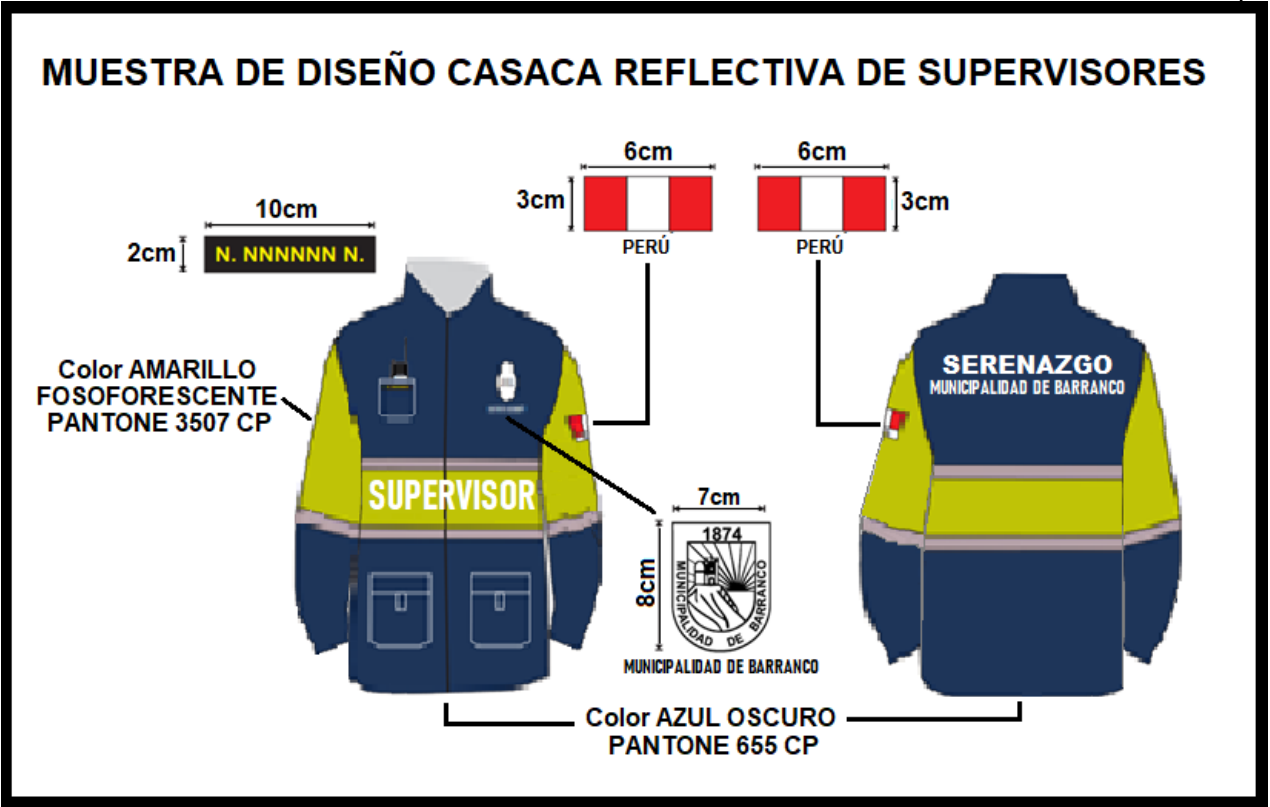 MUESTRA DE DISEÑO CASACA REFLECTIVA DE SUPERVISORES
6cm
6cm
3cm
3cm
PERÚ
PERÚ
10cm
2cm
N. NNNNNN N.
Color AMARILLO
FOSOFORESCENTE
PANTONE 3507 CP
SERENAZGO
MUNICIPALIDAD DE BARRANCO
SUPERVISOR
7cm
8cm
1874
MUNICIPALIDAD DE BARRANCO
MUNICIPALIDAD DE BARRANCO
Color AZUL OSCURO
PANTONE 655 CP